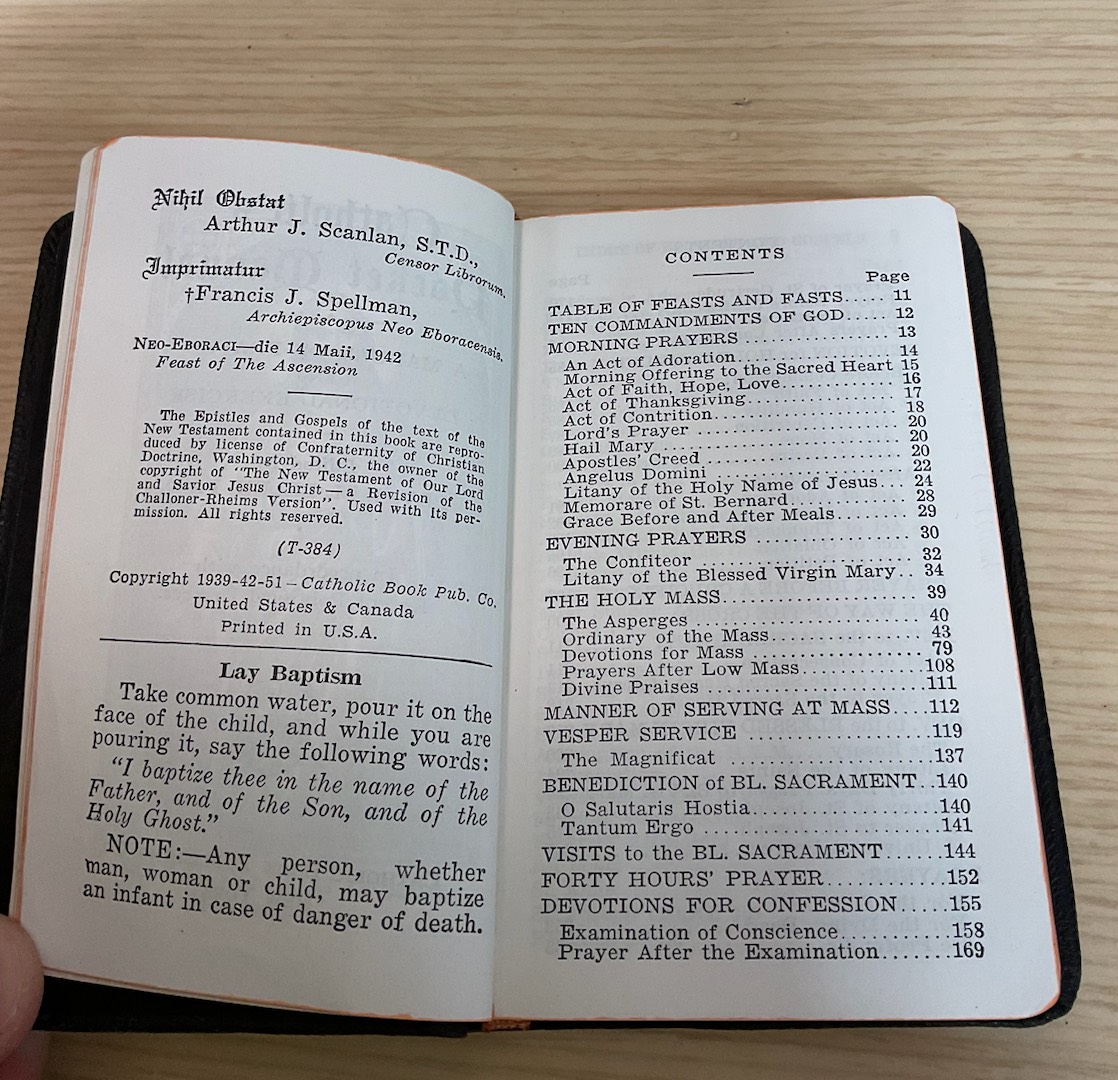 Nihil Obstat
Arthur J. Scanlan, S.T.D.,
Censor Librorum.
Imprimatur
†Francis J. Spellman,
Archiepiscopus Neo Eboracensis.
NEO-EBORACI—die 14 Maii, 1942
Feast of The Ascension
The Epistles and Gospels of the text of the
New Testament contained in this book are repro-
duced by license of Confraternity of Christian
Doctrine, Washington, D. C., the owner of the
copyright of "The New Testament of Our Lord
and Savior Jesus Christ — a Revision of the
Challoner-Rheims Version". Used with its per-
mission. All rights reserved.
(T-384)
Copyright 1939-42-51 – Catholic Book Pub. Co.
United States & Canada
Printed in U.S.A.
Lay Baptism
Take common water, pour it on the
face of the child, and while you are
pouring it, say the following words:
"I baptize thee in the name of the
Father, and of the Son, and of the
Holy Ghost."
NOTE:—Any person, whether
man, woman or child, may baptize
an infant in case of danger of death.
CONTENTS
Page
TABLE OF FEASTS AND FASTS..... 11
TEN COMMANDMENTS OF GOD..... 12
MORNING PRAYERS ................. 13
An Act of Adoration................. 14
Morning Offering to the Sacred Heart 15
Act of Faith, Hope, Love............. 16
Act of Thanksgiving................. 17
Act of Contrition.................... 18
Lord's Prayer ....................... 20
Hail Mary .......................... 20
Apostles' Creed ..................... 20
Angelus Domini ..................... 22
Litany of the Holy Name of Jesus... 24
Memorare of St. Bernard............. 28
Grace Before and After Meals........ 29
EVENING PRAYERS ................. 30
The Confiteor ....................... 32
Litany of the Blessed Virgin Mary.. 34
THE HOLY MASS..................... 39
The Asperges ....................... 40
Ordinary of the Mass................ 43
Devotions for Mass .................. 79
Prayers After Low Mass.............108
Divine Praises ......................111
MANNER OF SERVING AT MASS....112
VESPER SERVICE ...................119
The Magnificat .....................137
BENEDICTION of BL. SACRAMENT..140
O Salutaris Hostia...................140
Tantum Ergo .......................141
VISITS to the BL. SACRAMENT......144
FORTY HOURS' PRAYER............152
DEVOTIONS FOR CONFESSION.....155
Examination of Conscience...........158
Prayer After the Examination.......169